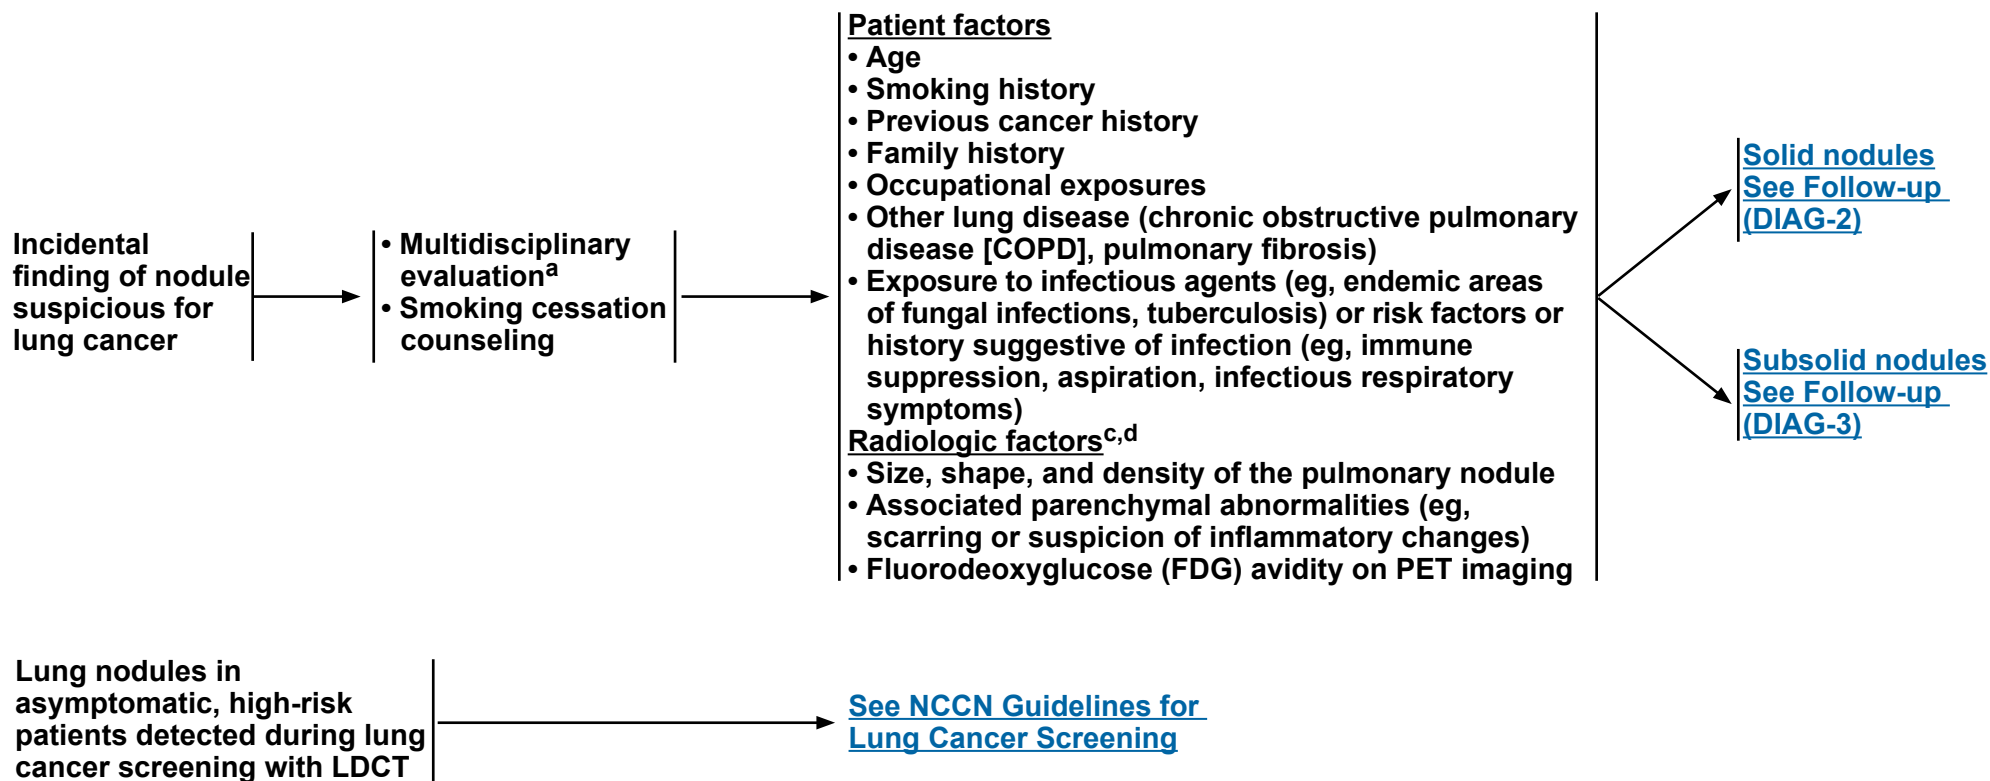 Incidental
finding of nodule
suspicious for
lung cancer
• Multidisciplinary
evaluationa
• Smoking cessation
counseling
Patient factors
• Age
• Smoking history
• Previous cancer history
• Family history
• Occupational exposures
• Other lung disease (chronic obstructive pulmonary
disease [COPD], pulmonary fibrosis)
• Exposure to infectious agents (eg, endemic areas
of fungal infections, tuberculosis) or risk factors or
history suggestive of infection (eg, immune
suppression, aspiration, infectious respiratory
symptoms)
Radiologic factorsc,d
• Size, shape, and density of the pulmonary nodule
• Associated parenchymal abnormalities (eg,
scarring or suspicion of inflammatory changes)
• Fluorodeoxyglucose (FDG) avidity on PET imaging
Solid nodules
See Follow-up
(DIAG-2)
Subsolid nodules
See Follow-up
(DIAG-3)
Lung nodules in
asymptomatic, high-risk
patients detected during lung
cancer screening with LDCT
See NCCN Guidelines for
Lung Cancer Screening